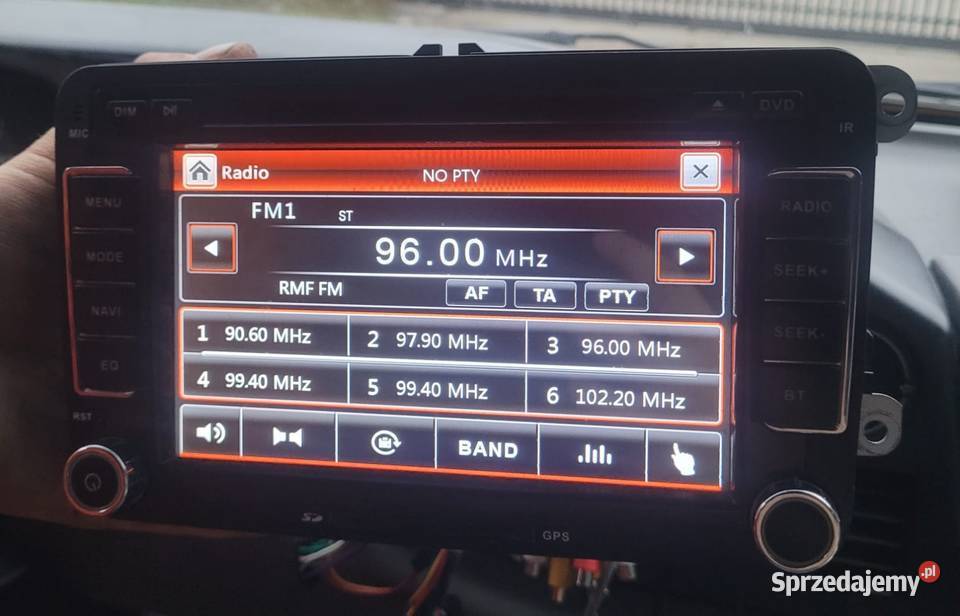 DIM
DVD
MIC
IR
Radio
NO PTY
MENU
MODE
NAVI
EQ
FM1 ST
96.00 MHz
RMF FM AF TA PTY
1 90.60 MHz 2 97.90 MHz 3 96.00 MHz
4 99.40 MHz 5 99.40 MHz 6 102.20 MHz
BAND
RADIO
SEEK+
SEEK-
BT
RST
GPS
Sprzedajemy.pl